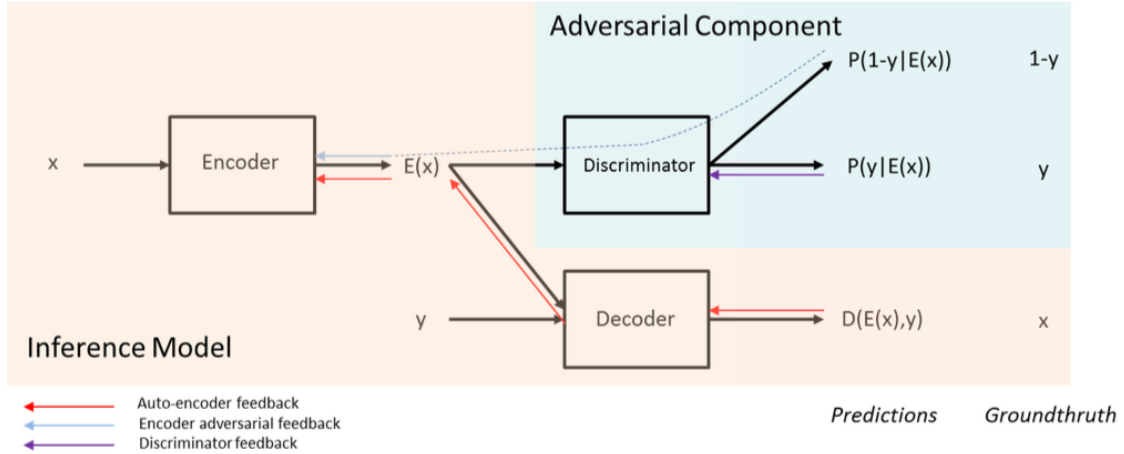 Adversarial Component
P(1-y|E(x))
1-y
x
Encoder
E(x)
Discriminator
P(y|E(x))
y
y
Decoder
D(E(x),y)
x
Inference Model
Auto-encoder feedback
Encoder adversarial feedback
Discriminator feedback
Predictions
Groundthruth